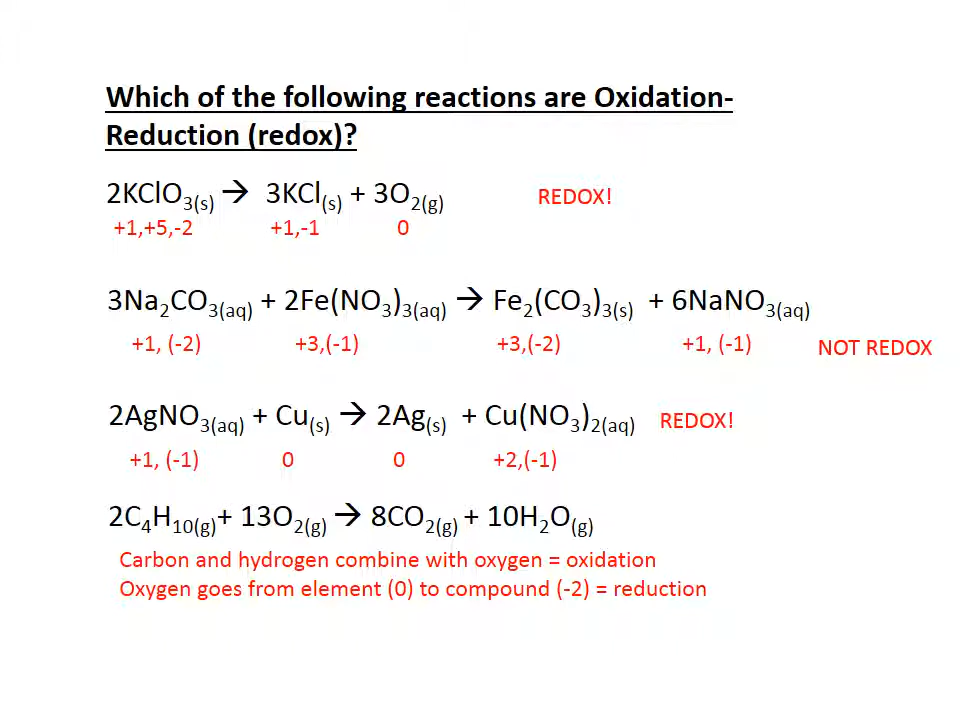 Which of the following reactions are Oxidation-
Reduction (redox)?
2KClO₃₍ₛ₎ → 3KCl₍ₛ₎ + 3O₂(g) REDOX!
+1,+5,-2 +1,-1 0
3Na₂CO₃(aq) + 2Fe(NO₃)₃(aq) → Fe₂(CO₃)₃(s) + 6NaNO₃(aq)
+1, (-2) +3,(-1) +3,(-2) +1, (-1) NOT REDOX
2AgNO₃(aq) + Cu(s) → 2Ag(s) + Cu(NO₃)₂(aq) REDOX!
+1, (-1) 0 0 +2,(-1)
2C₄H₁₀(g)+ 13O₂(g) → 8CO₂(g) + 10H₂O(g)
Carbon and hydrogen combine with oxygen = oxidation
Oxygen goes from element (0) to compound (-2) = reduction